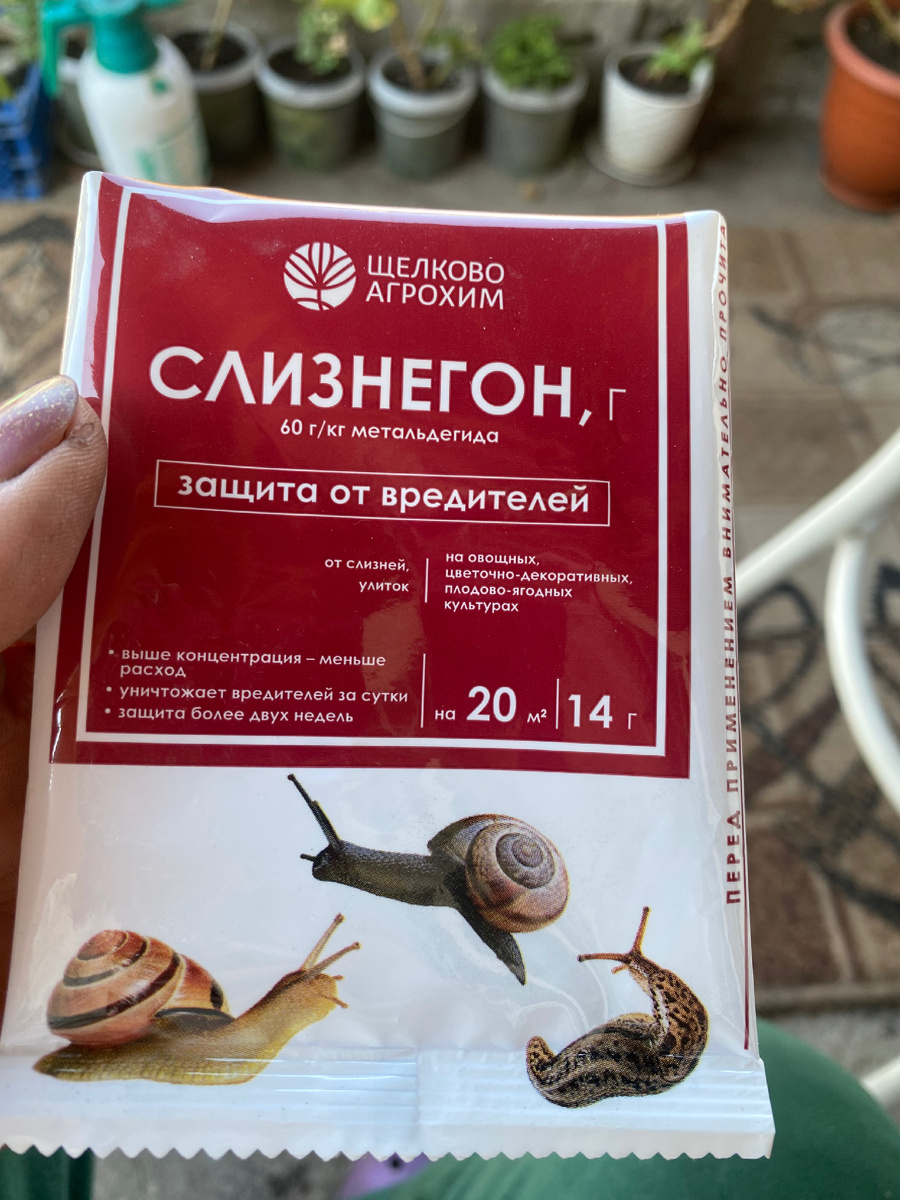 ЩЕЛКОВО
АГРОХИМ
СЛИЗНЕГОН, Г
60 г/кг метальдегида
защита от вредителей
от слизней,
улиток
на овощных,
цветочно-декоративных,
плодово-ягодных
культурах
• выше концентрация – меньше
расход
• уничтожает вредителей за сутки
• защита более двух недель
на 20 м²
14 г
ПЕРЕД ПРИМЕНЕНИЕМ ВНИМАТЕЛЬНО ПРОЧИТА